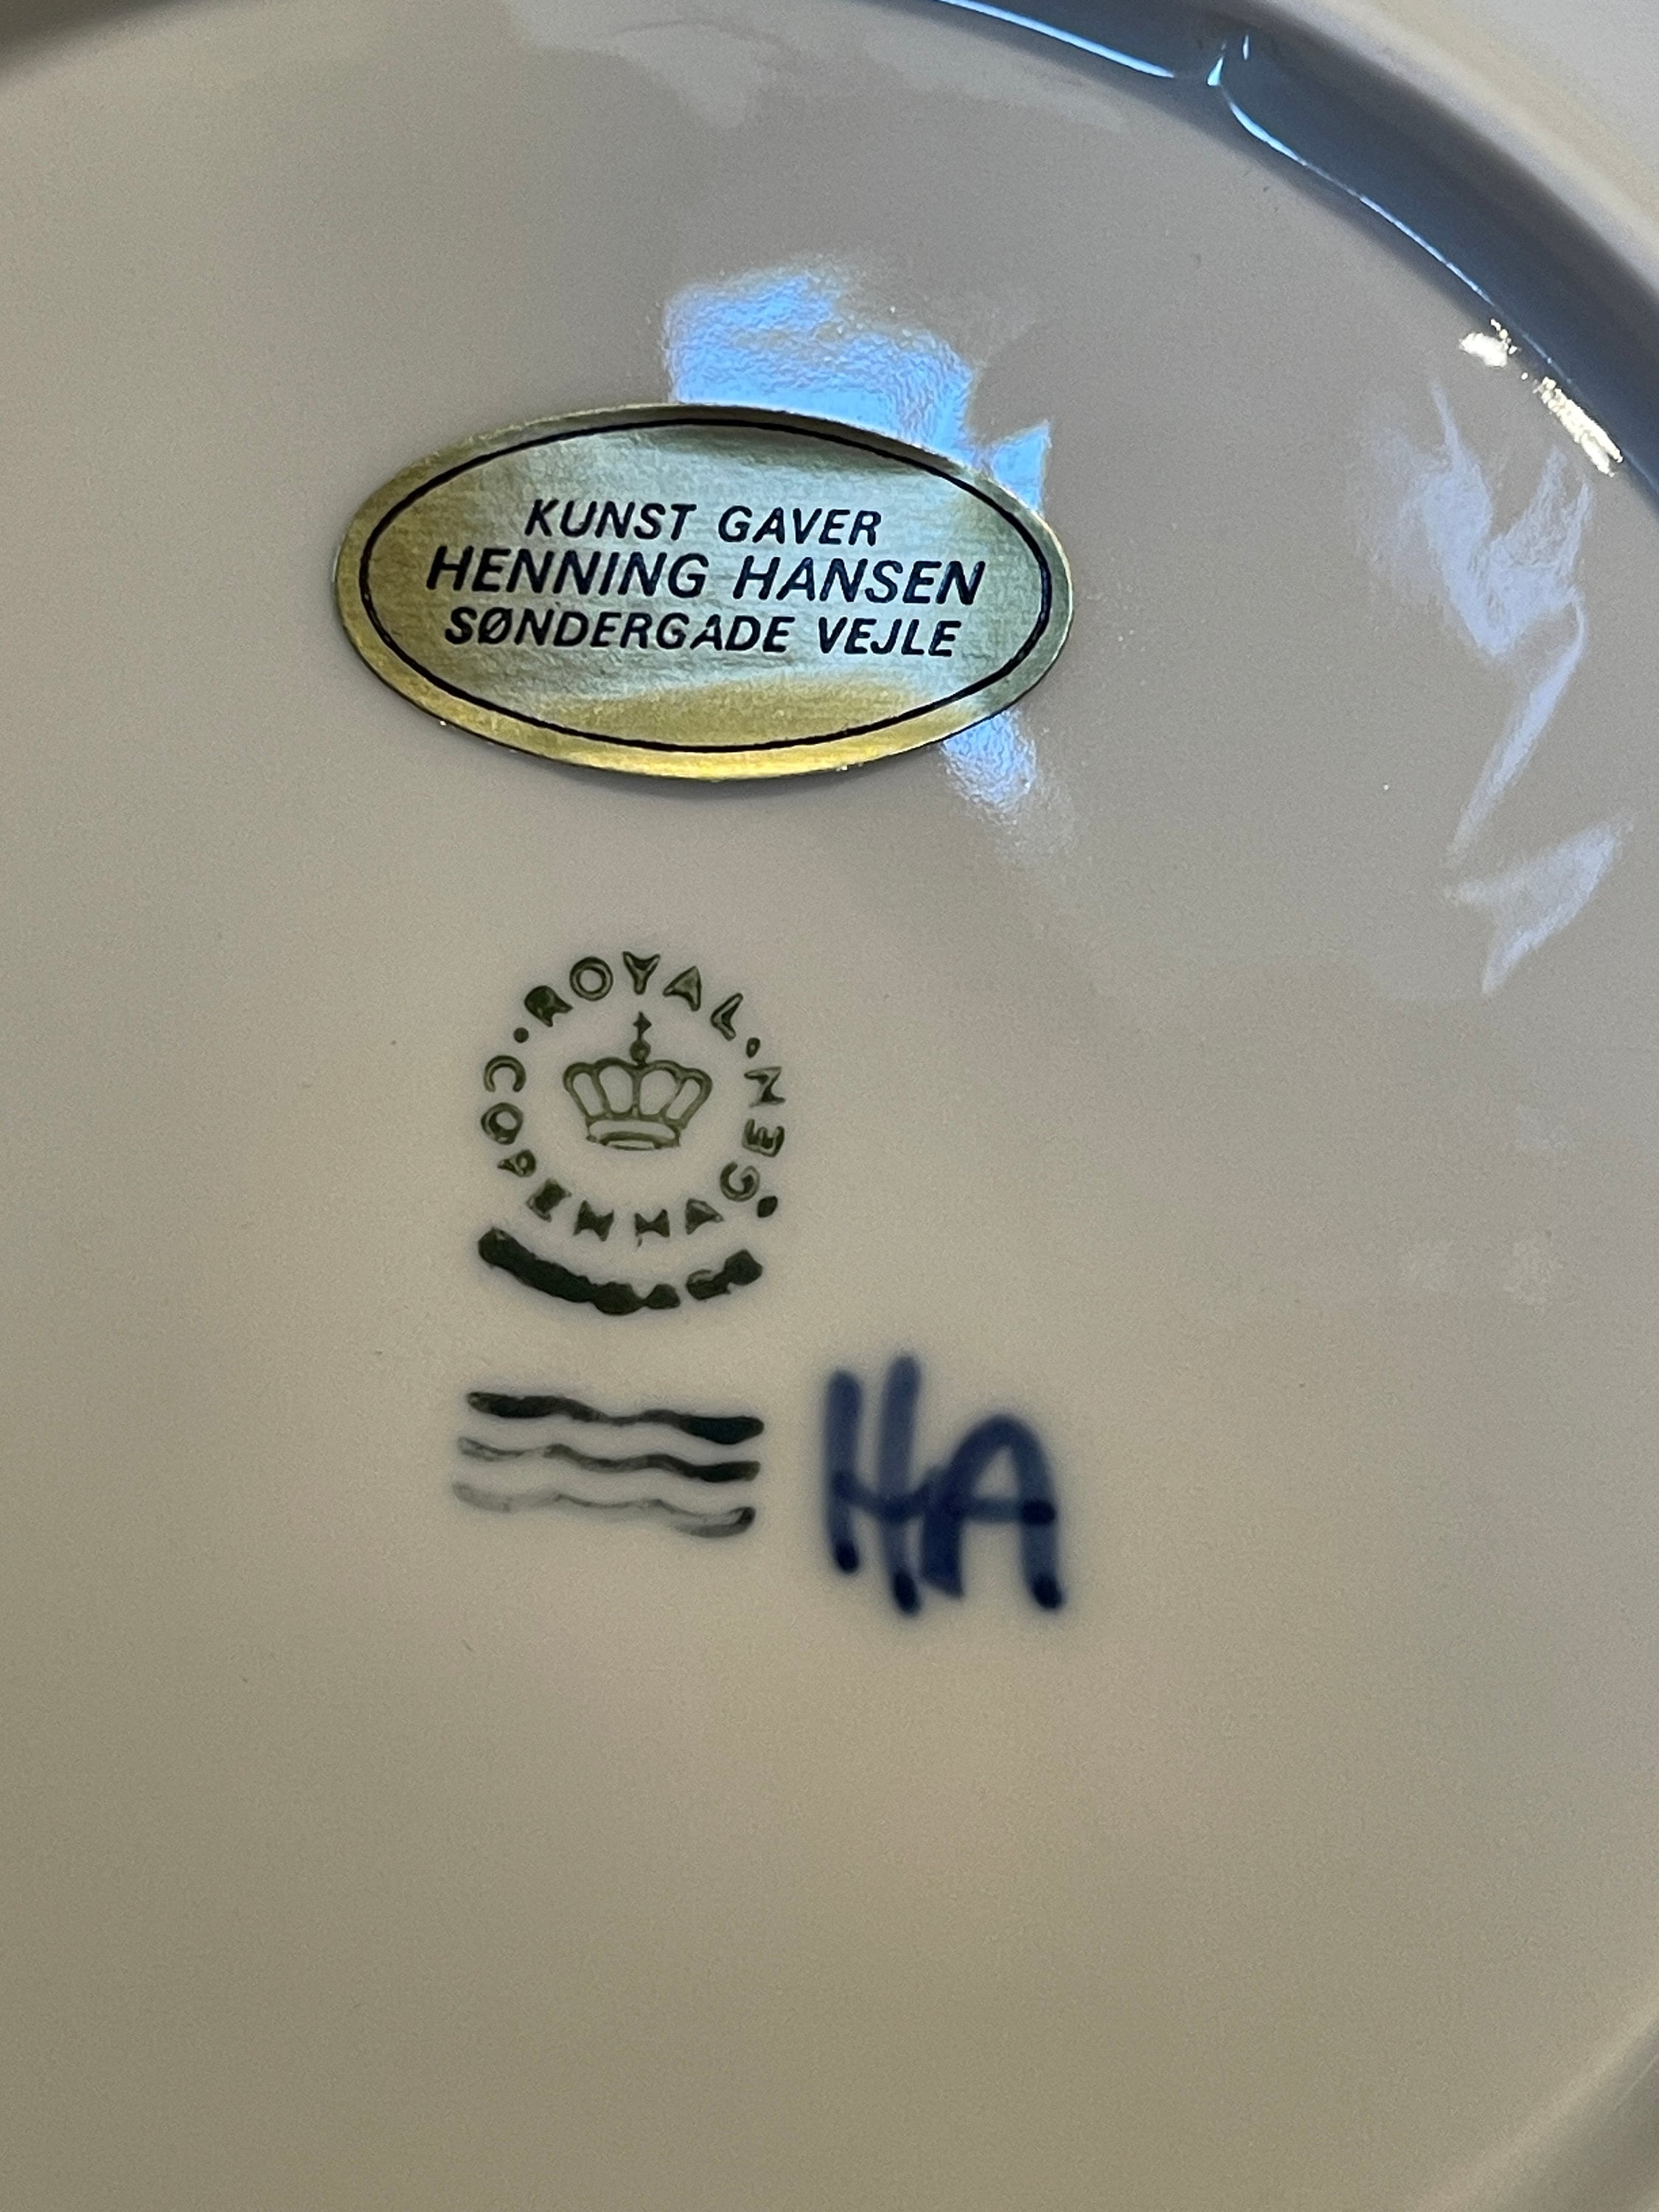 KUNST GAVER
HENNING HANSEN
SØNDERGADE VEJLE
ROYAL
COPENHAGEN
HA